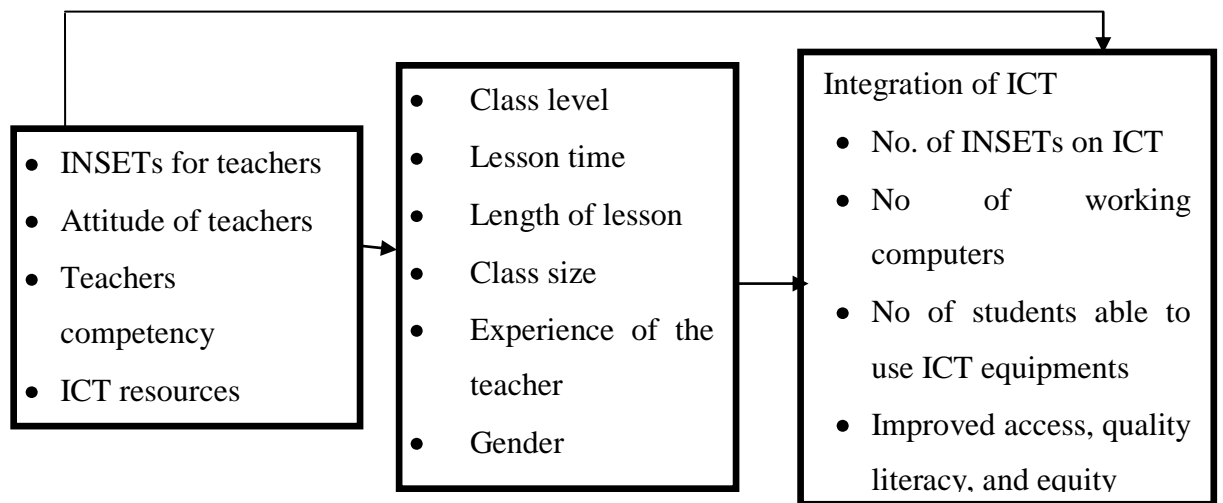 • INSETs for teachers
• Attitude of teachers
• Teachers
competency
• ICT resources
• Class level
• Lesson time
• Length of lesson
• Class size
• Experience of the
teacher
• Gender
Integration of ICT
• No. of INSETs on ICT
• No of working
computers
• No of students able to
use ICT equipments
• Improved access, quality
literacy, and equity